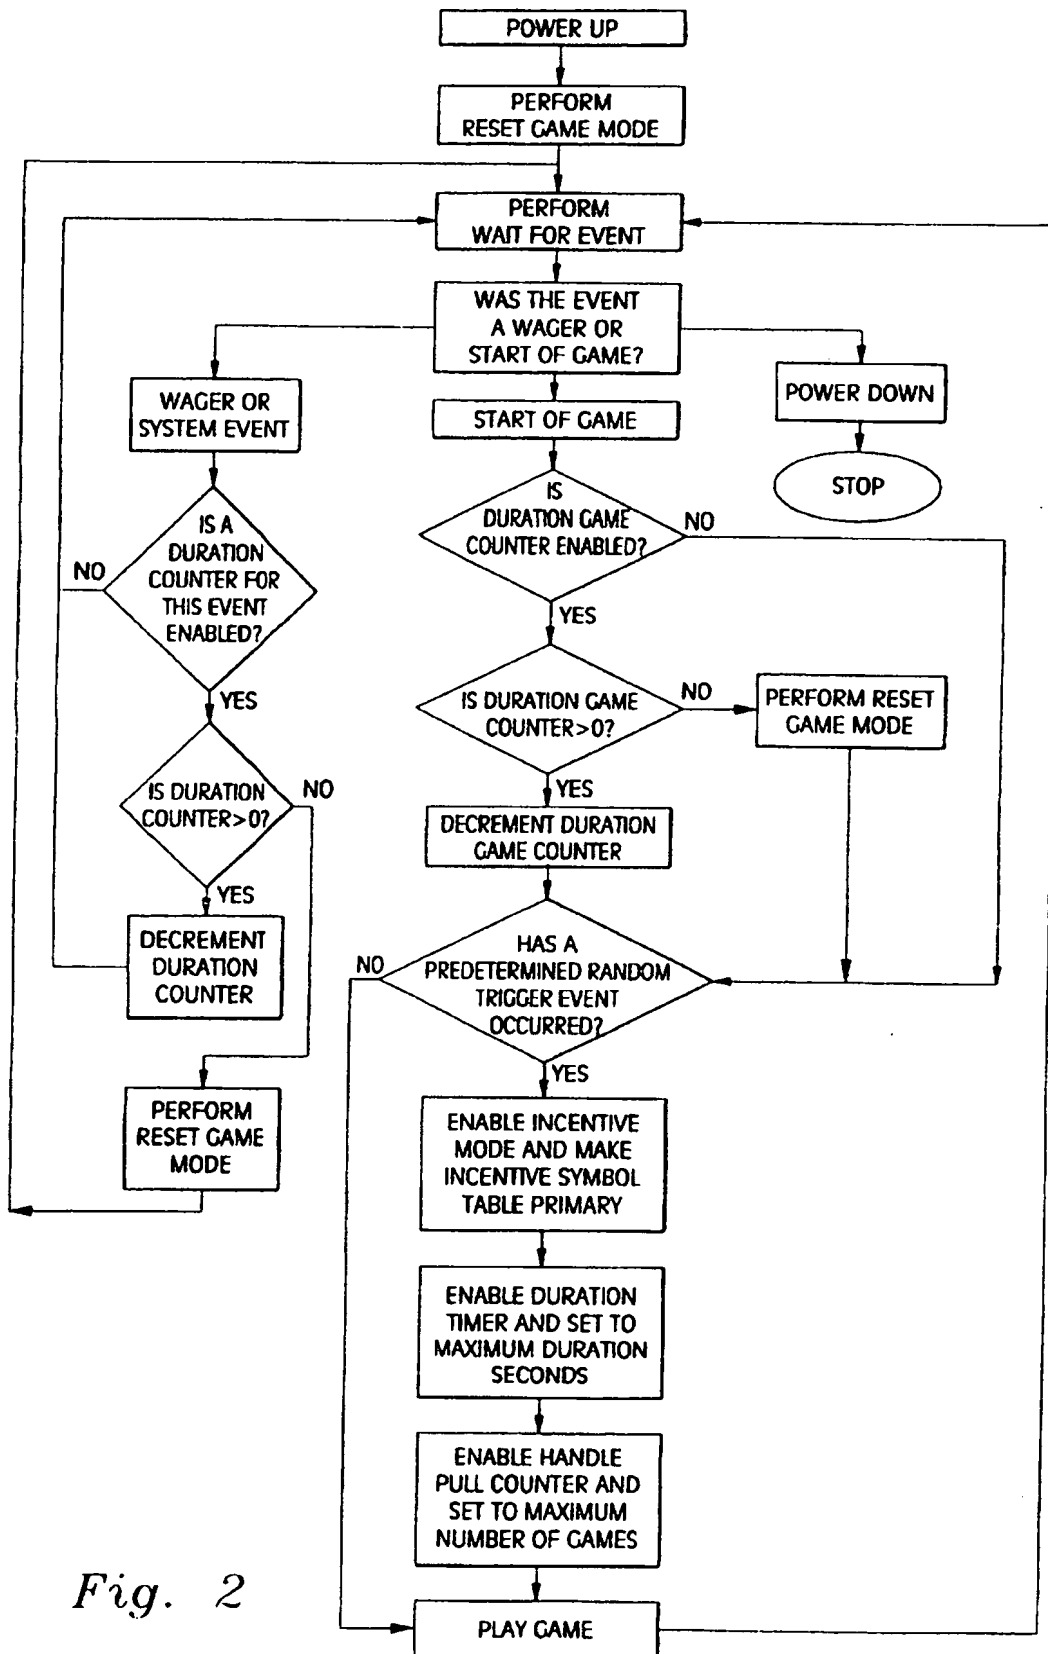 POWER UP
PERFORM
RESET GAME MODE
PERFORM
WAIT FOR EVENT
WAS THE EVENT
A WAGER OR
START OF GAME?
WAGER OR
SYSTEM EVENT
START OF GAME
POWER DOWN
STOP
IS A
DURATION
COUNTER FOR
THIS EVENT
ENABLED?
NO
YES
IS DURATION
COUNTER>0?
NO
YES
DECREMENT
DURATION
COUNTER
PERFORM
RESET GAME
MODE
IS
DURATION GAME
COUNTER ENABLED?
NO
YES
IS DURATION GAME
COUNTER>0?
NO
PERFORM RESET
GAME MODE
YES
DECREMENT DURATION
GAME COUNTER
HAS A
PREDETERMINED RANDOM
TRIGGER EVENT
OCCURRED?
NO
YES
ENABLE INCENTIVE
MODE AND MAKE
INCENTIVE SYMBOL
TABLE PRIMARY
ENABLE DURATION
TIMER AND SET TO
MAXIMUM DURATION
SECONDS
ENABLE HANDLE
PULL COUNTER AND
SET TO MAXIMUM
NUMBER OF GAMES
PLAY GAME
Fig. 2